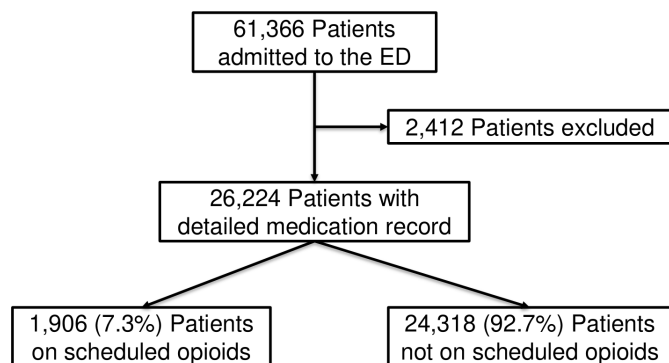 61,366 Patients
admitted to the ED
2,412 Patients excluded
26,224 Patients with
detailed medication record
1,906 (7.3%) Patients
on scheduled opioids
24,318 (92.7%) Patients
not on scheduled opioids